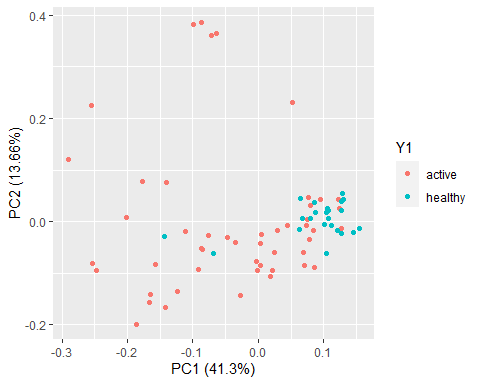 0.4
0.2
0.0
-0.2
PC2 (13.66%)
-0.3
-0.2
-0.1
0.0
0.1
PC1 (41.3%)
Y1
active
healthy